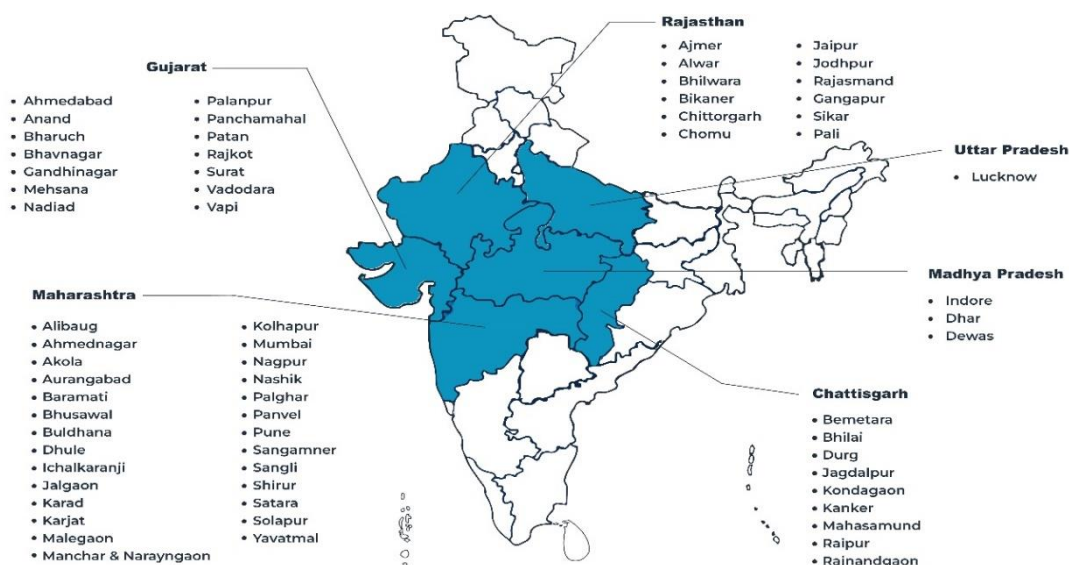 Rajasthan
• Ajmer
• Alwar
• Bhilwara
• Bikaner
• Chittorgarh
• Chomu
• Jaipur
• Jodhpur
• Rajasmand
• Gangapur
• Sikar
• Pali
Gujarat
• Ahmedabad
• Anand
• Bharuch
• Bhavnagar
• Gandhinagar
• Mehsana
• Nadiad
• Palanpur
• Panchamahal
• Patan
• Rajkot
• Surat
• Vadodara
• Vapi
Uttar Pradesh
• Lucknow
Madhya Pradesh
• Indore
• Dhar
• Dewas
Maharashtra
• Alibaug
• Ahmednagar
• Akola
• Aurangabad
• Baramati
• Bhusawal
• Buldhana
• Dhule
• Ichalkaranji
• Jalgaon
• Karad
• Karjat
• Malegaon
• Manchar & Narayngaon
• Kolhapur
• Mumbai
• Nagpur
• Nashik
• Palghar
• Panvel
• Pune
• Sangamner
• Sangli
• Shirur
• Satara
• Solapur
• Yavatmal
Chattisgarh
• Bemetara
• Bhilai
• Durg
• Jagdalpur
• Kondagaon
• Kanker
• Mahasamund
• Raipur
• Rajnandgaon